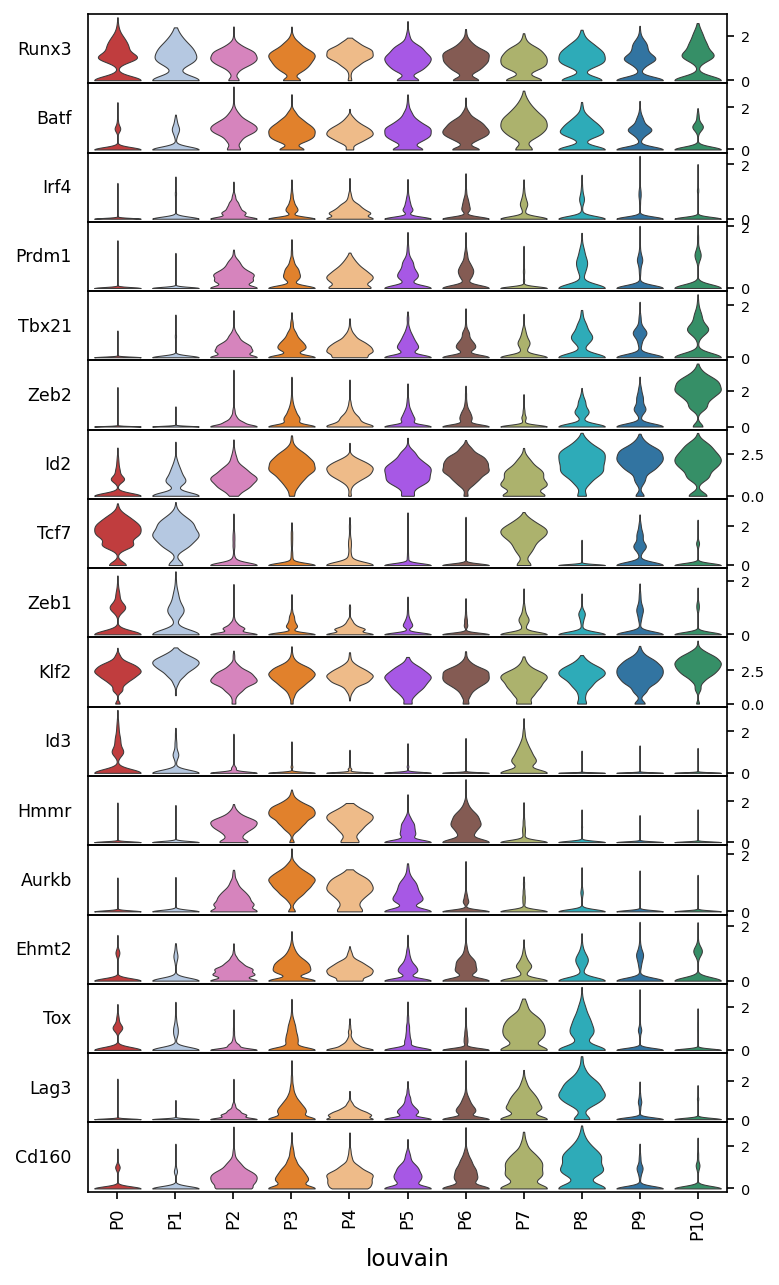 Runx3 2 0
Batf 2 0
Irf4 2 0
Prdm1 2 0
Tbx21 2 0
Zeb2 2 0
Id2 2.5 0.0
Tcf7 2 0
Zeb1 2 0
Klf2 2.5 0.0
Id3 2 0
Hmmr 2 0
Aurkb 2 0
Ehmt2 2 0
Tox 2 0
Lag3 2 0
Cd160 2 0
P0 P1 P2 P3 P4 P5 P6 P7 P8 P9 P10
louvain